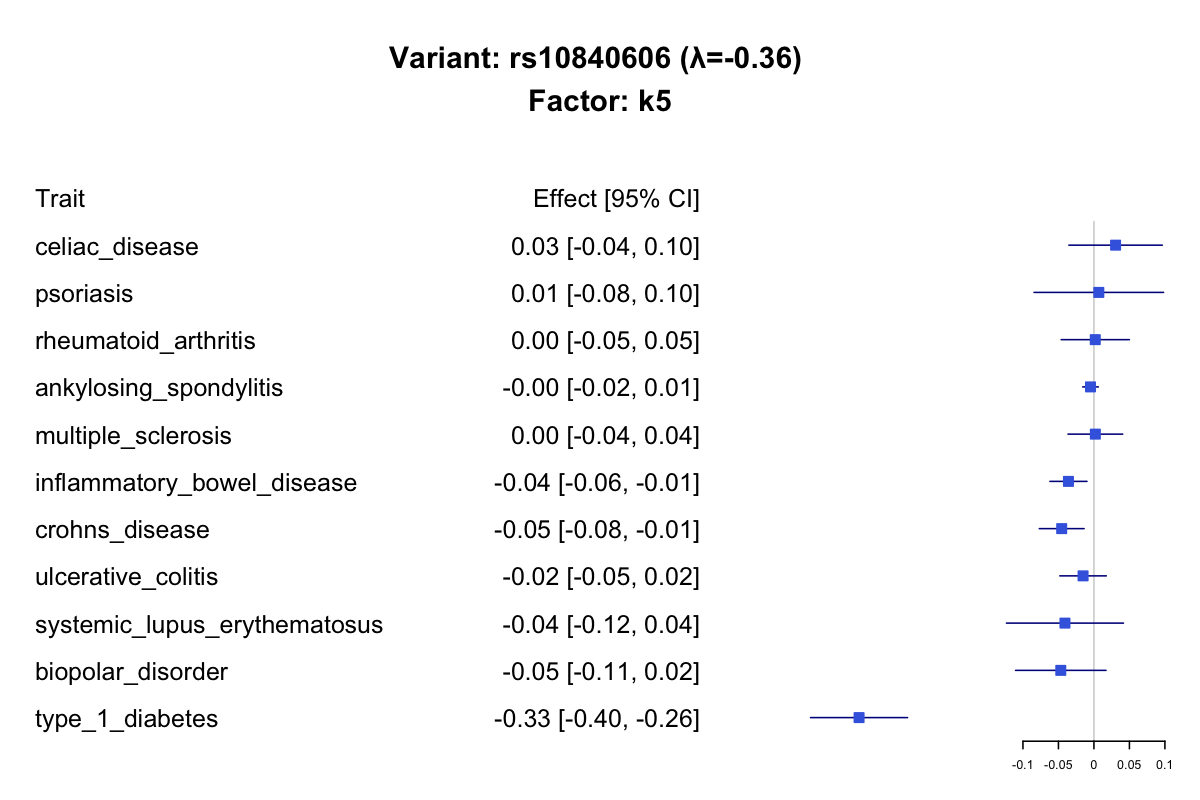 Variant: rs10840606 (λ=-0.36)
Factor: k5
Trait Effect [95% CI]
celiac_disease 0.03 [-0.04, 0.10]
psoriasis 0.01 [-0.08, 0.10]
rheumatoid_arthritis 0.00 [-0.05, 0.05]
ankylosing_spondylitis -0.00 [-0.02, 0.01]
multiple_sclerosis 0.00 [-0.04, 0.04]
inflammatory_bowel_disease -0.04 [-0.06, -0.01]
crohns_disease -0.05 [-0.08, -0.01]
ulcerative_colitis -0.02 [-0.05, 0.02]
systemic_lupus_erythematosus -0.04 [-0.12, 0.04]
biopolar_disorder -0.05 [-0.11, 0.02]
type_1_diabetes -0.33 [-0.40, -0.26]
-0.1 -0.05 0 0.05 0.1